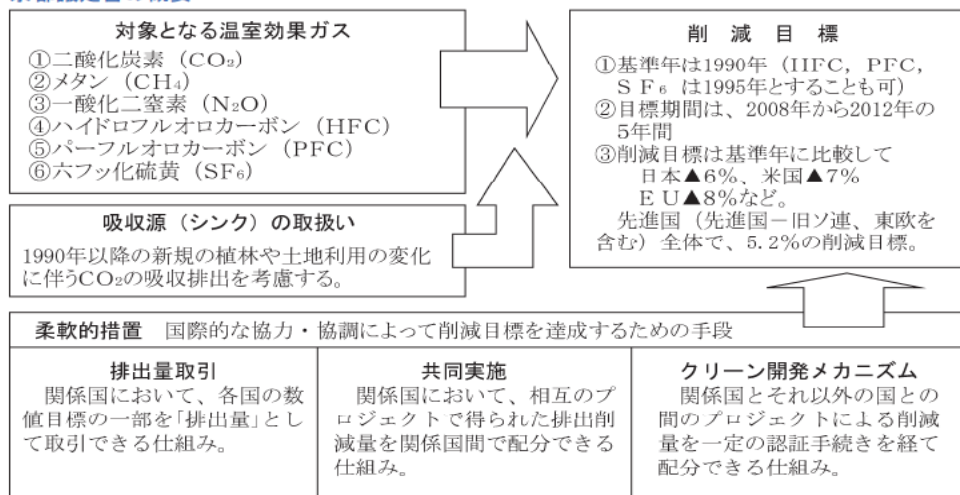 対象となる温室効果ガス
①二酸化炭素（CO₂）
②メタン（CH₄）
③一酸化二窒素（N₂O）
④ハイドロフルオロカーボン（HFC）
⑤パーフルオロカーボン（PFC）
⑥六フッ化硫黄（SF₆）
吸収源（シンク）の取扱い
1990年以降の新規の植林や土地利用の変化
に伴うCO₂の吸収排出を考慮する。
削減目標
①基準年は1990年（HFC，PFC，
ＳＦ₆ は1995年とすることも可）
②目標期間は、2008年から2012年の
5年間
③削減目標は基準年に比較して
日本▲6％、米国▲7％
ＥＵ▲8％など。
先進国（先進国－旧ソ連、東欧を
含む）全体で、5.2％の削減目標。
柔軟的措置　国際的な協力・協調によって削減目標を達成するための手段
排出量取引
関係国において、各国の数
値目標の一部を「排出量」とし
て取引できる仕組み。
共同実施
関係国において、相互のプ
ロジェクトで得られた排出削
減量を関係国間で配分できる
仕組み。
クリーン開発メカニズム
関係国とそれ以外の国との
間のプロジェクトによる削減
量を一定の認証手続きを経て
配分できる仕組み。